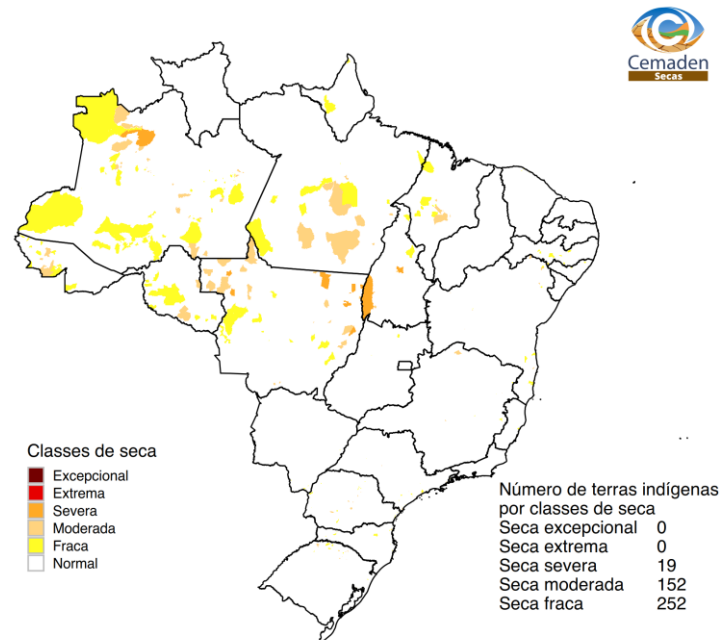 Cemaden
Secas
Classes de seca
Excepcional
Extrema
Severa
Moderada
Fraca
Normal
Número de terras indígenas
por classes de seca
Seca excepcional 0
Seca extrema 0
Seca severa 19
Seca moderada 152
Seca fraca 252